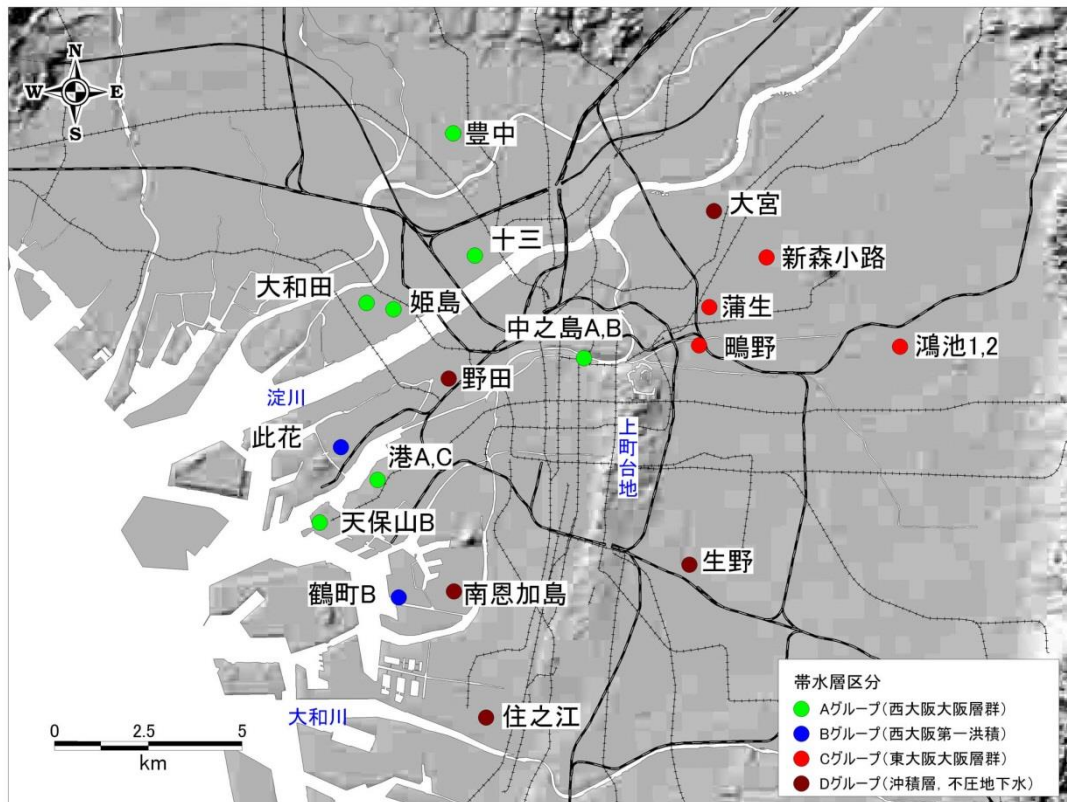 N
W
E
S
豊中
大宮
十三
新森小路
大和田
姫島
蒲生
中之島A,B
鴫野
鴻池1,2
野田
淀川
此花
上町台地
港A,C
天保山B
生野
鶴町B
南恩加島
大和川
住之江
0 2.5 5
km
帯水層区分
Aグループ(西大阪大阪層群)
Bグループ(西大阪第一洪積)
Cグループ(東大阪大阪層群)
Dグループ(沖積層,不圧地下水)